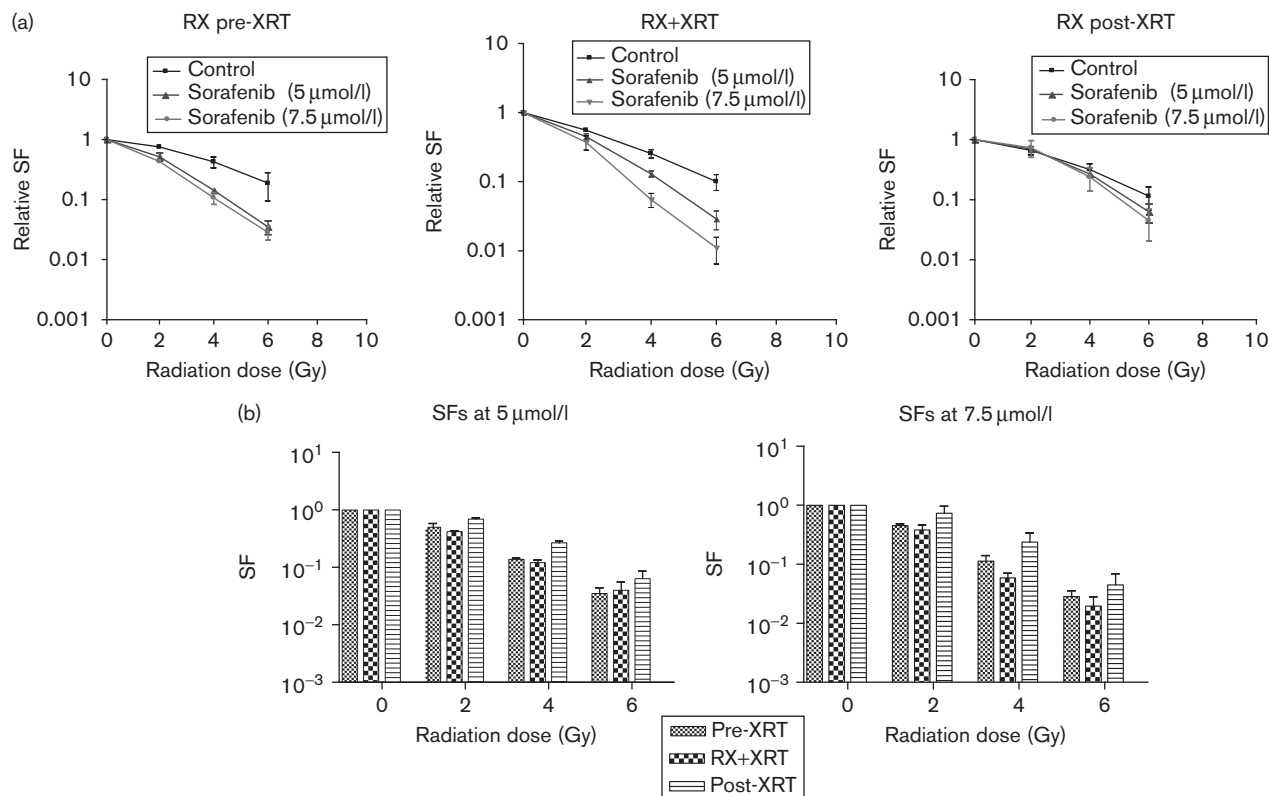 (a)
RX pre-XRT
Control
Sorafenib (5 μmol/l)
Sorafenib (7.5 μmol/l)
10
1
0.1
0.01
0.001
Relative SF
0 2 4 6 8 10
Radiation dose (Gy)
RX+XRT
Control
Sorafenib (5 μmol/l)
Sorafenib (7.5 μmol/l)
10
1
0.1
0.01
0.001
Relative SF
0 2 4 6 8 10
Radiation dose (Gy)
RX post-XRT
Control
Sorafenib (5 μmol/l)
Sorafenib (7.5 μmol/l)
10
1
0.1
0.01
0.001
Relative SF
0 2 4 6 8 10
Radiation dose (Gy)
(b)
SFs at 5 μmol/l
10¹
10⁰
10⁻¹
10⁻²
10⁻³
SF
0 2 4 6
Radiation dose (Gy)
SFs at 7.5 μmol/l
10¹
10⁰
10⁻¹
10⁻²
10⁻³
SF
0 2 4 6
Radiation dose (Gy)
Pre-XRT
RX+XRT
Post-XRT